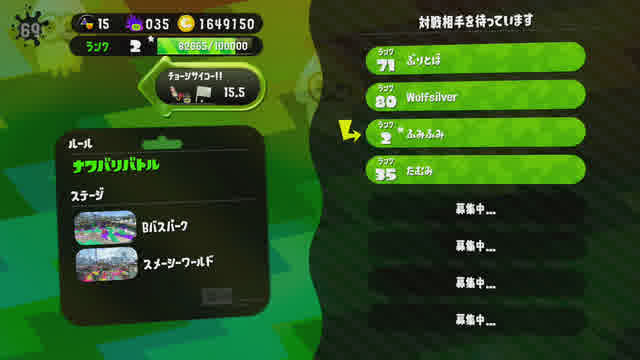 69
15
035
1649150
ランク
2★
62665/100000
チョーシサイコー!!
15.5
ルール
ナワバリバトル
ステージ
Bバスパーク
スメーシーワールド
対戦相手を待っています
ランク
71
ぷりとぽ
ランク
80
Wolfsilver
ランク
2★
ふみふみ
ランク
35
たむみ
募集中...
募集中...
募集中...
募集中...